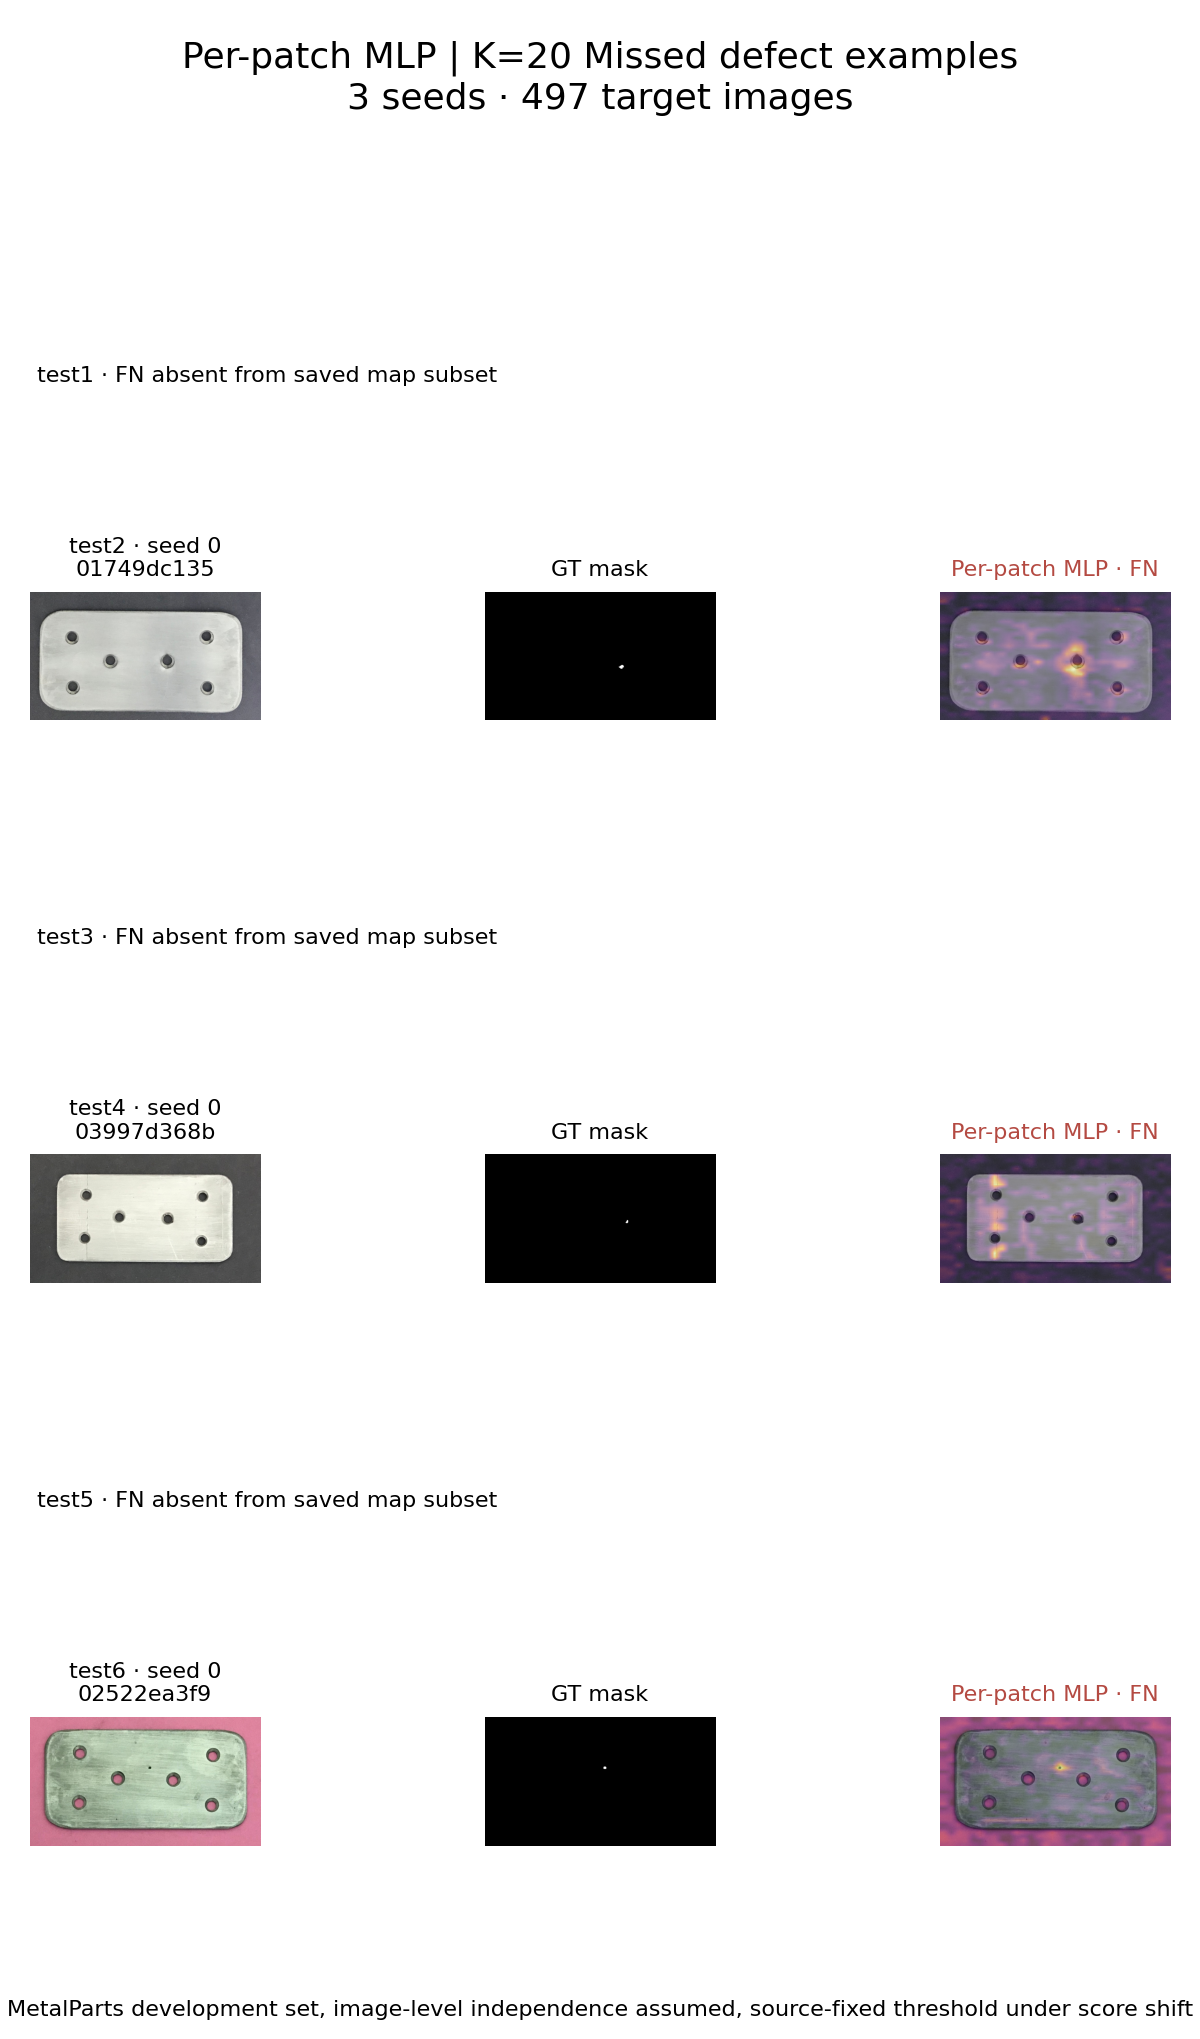 Per-patch MLP | K=20 Missed defect examples
3 seeds · 497 target images
test1 · FN absent from saved map subset
test2 · seed 0
01749dc135
GT mask
Per-patch MLP · FN
test3 · FN absent from saved map subset
test4 · seed 0
03997d368b
GT mask
Per-patch MLP · FN
test5 · FN absent from saved map subset
test6 · seed 0
02522ea3f9
GT mask
Per-patch MLP · FN
MetalParts development set, image-level independence assumed, source-fixed threshold under score shift